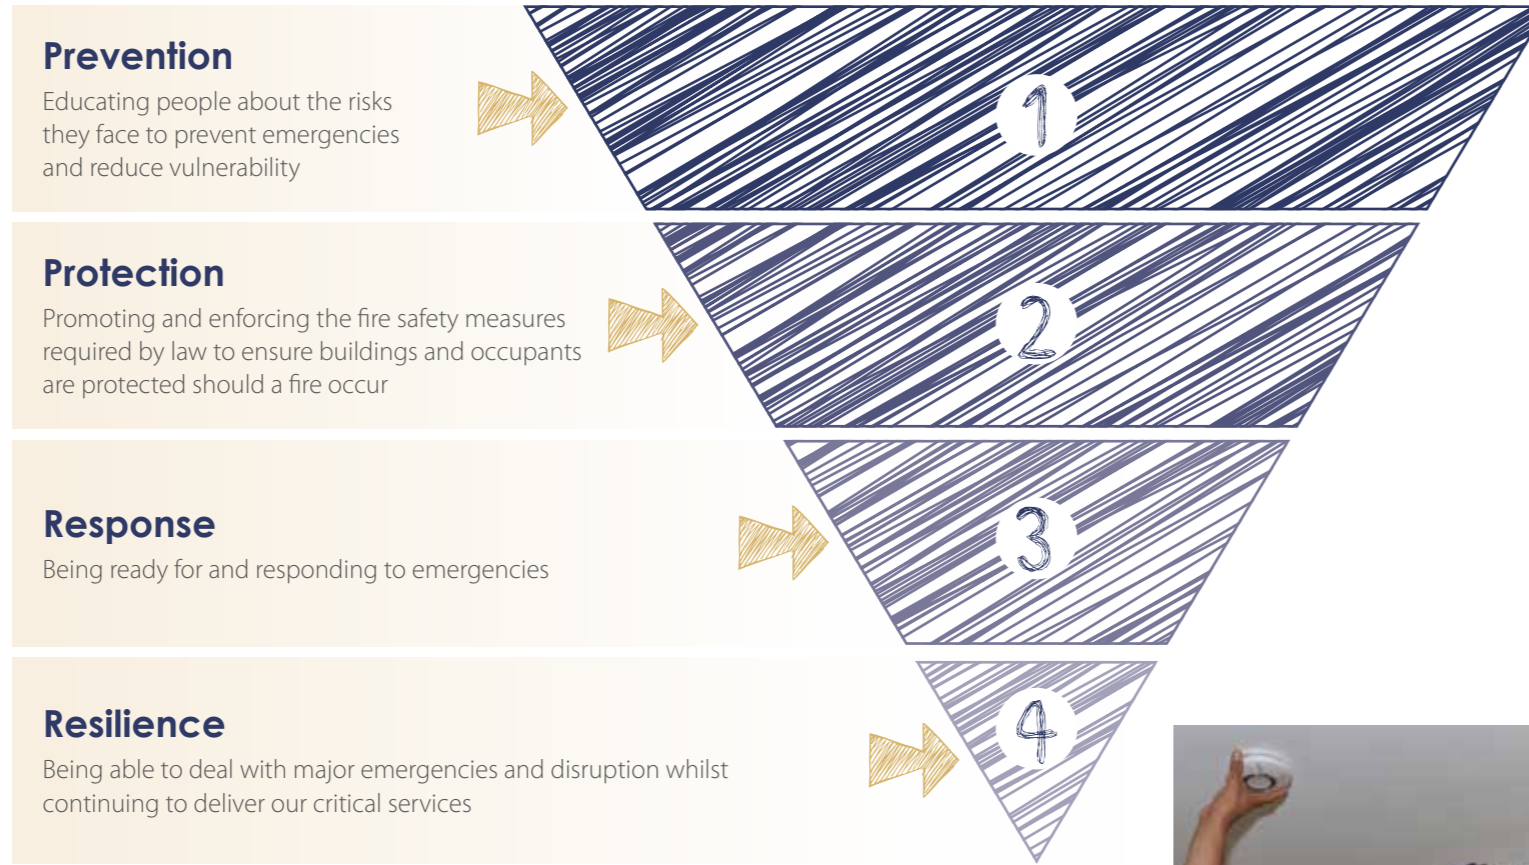 Prevention
Educating people about the risks
they face to prevent emergencies
and reduce vulnerability
1
Protection
Promoting and enforcing the fire safety measures
required by law to ensure buildings and occupants
are protected should a fire occur
2
Response
Being ready for and responding to emergencies
3
Resilience
Being able to deal with major emergencies and disruption whilst
continuing to deliver our critical services
4